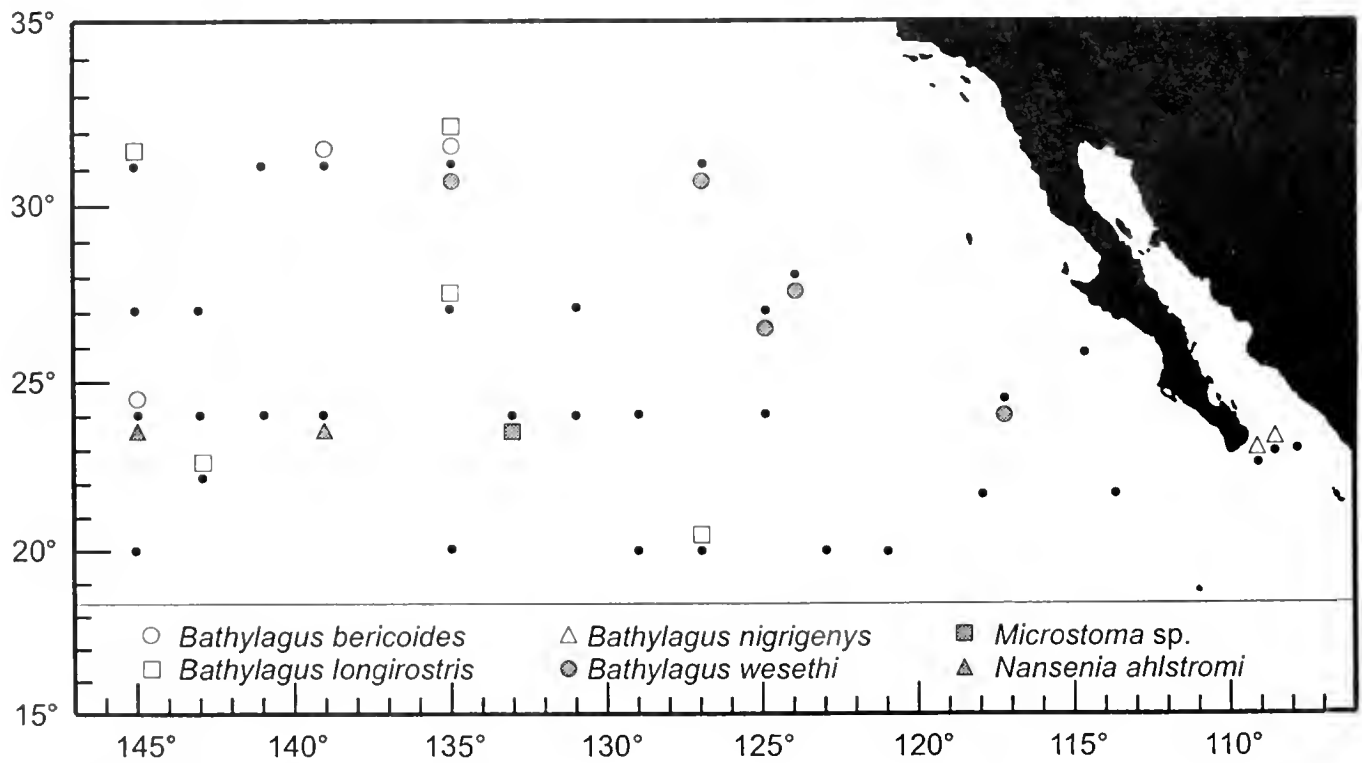 35°
30°
25°
20°
15°
Bathylagus bericoides
Bathylagus nigrigenys
Microstoma sp.
Bathylagus longirostris
Bathylagus wesethi
Nansenia ahlstromi
145°
140°
135°
130°
125°
120°
115°
110°